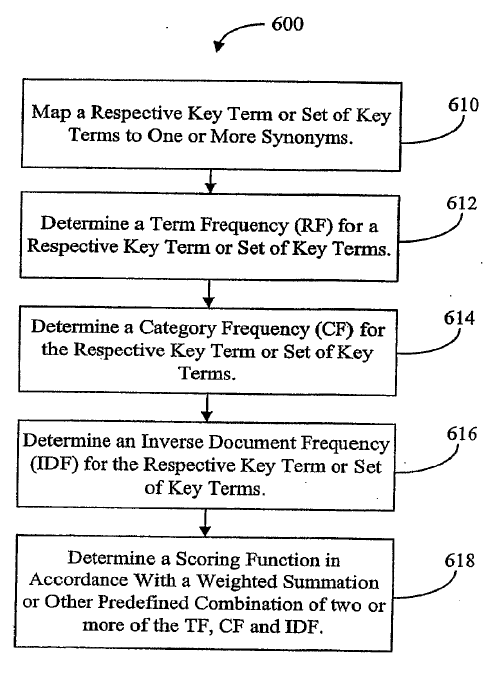 600
Map a Respective Key Term or Set of Key
Terms to One or More Synonyms.
610
Determine a Term Frequency (RF) for a
Respective Key Term or Set of Key Terms.
612
Determine a Category Frequency (CF) for
the Respective Key Term or Set of Key
Terms.
614
Determine an Inverse Document Frequency
(IDF) for the Respective Key Term or Set
of Key Terms.
616
Determine a Scoring Function in
Accordance With a Weighted Summation
or Other Predefined Combination of two or
more of the TF, CF and IDF.
618